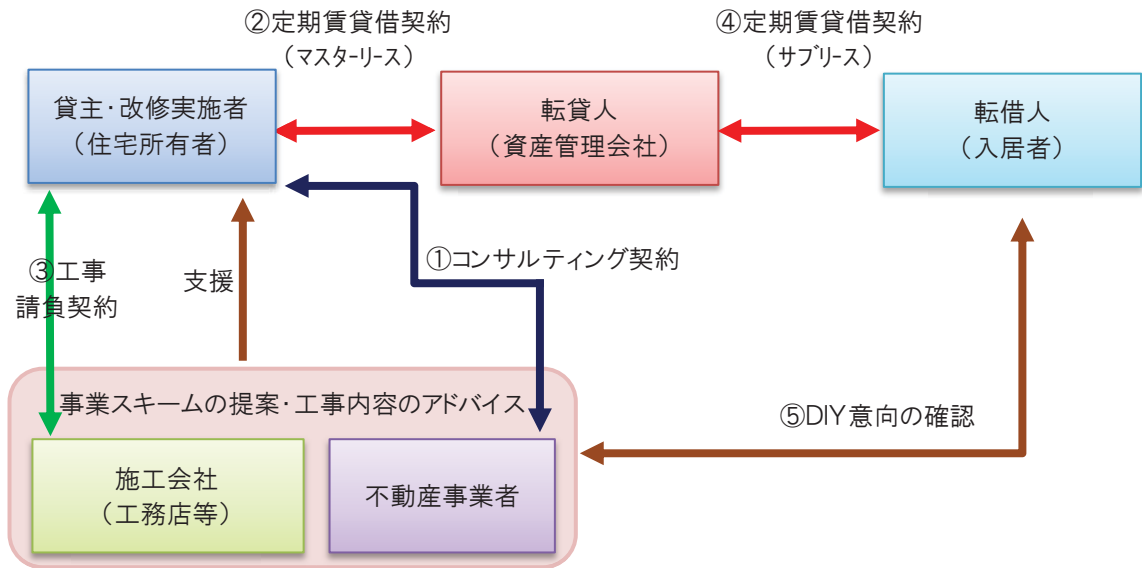 ②定期賃貸借契約
（マスターリース）
④定期賃貸借契約
（サブリース）
貸主・改修実施者
（住宅所有者）
転貸人
（資産管理会社）
転借人
（入居者）
①コンサルティング契約
③工事
請負契約
支援
事業スキームの提案・工事内容のアドバイス
⑤DIY意向の確認
施工会社
（工務店等）
不動産事業者